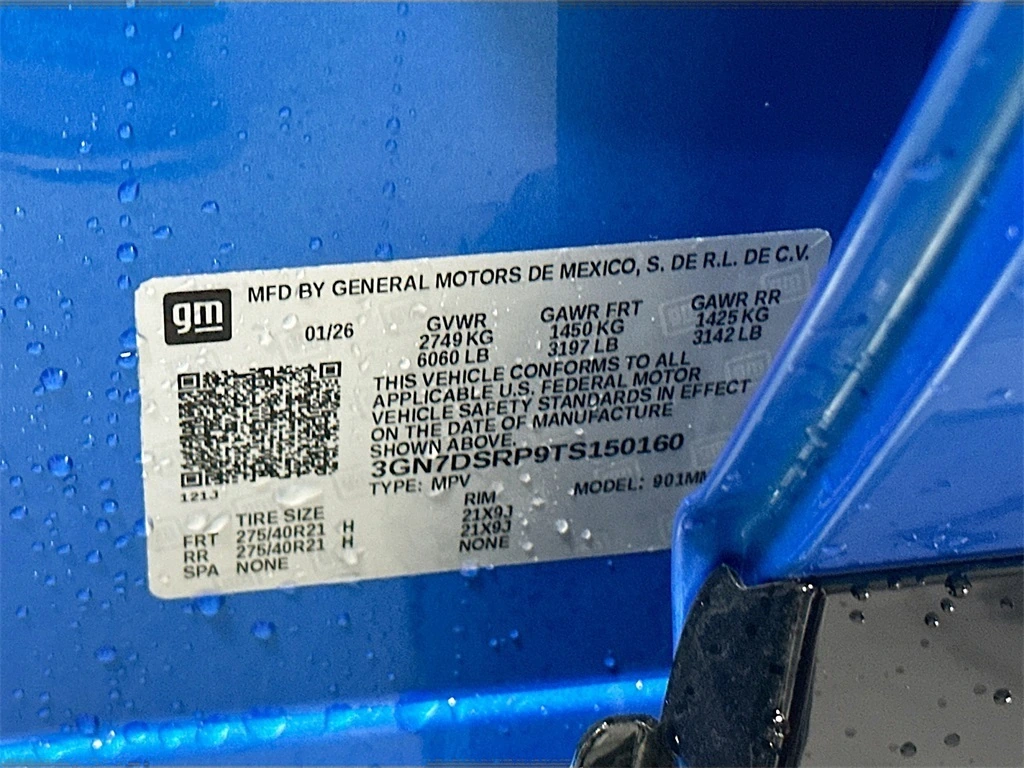 gm
MFD BY GENERAL MOTORS DE MEXICO, S. DE R.L. DE C.V.
01/26
GVWR
2749 KG
6060 LB
GAWR FRT
1450 KG
3197 LB
GAWR RR
1425 KG
3142 LB
THIS VEHICLE CONFORMS TO ALL
APPLICABLE U.S. FEDERAL MOTOR
VEHICLE SAFETY STANDARDS IN EFFECT
ON THE DATE OF MANUFACTURE
SHOWN ABOVE.
3GN7DSRP9TS150160
TYPE: MPV MODEL: 901MM
121J
TIRE SIZE RIM
FRT 275/40R21 H 21X9J
RR 275/40R21 H 21X9J
SPA NONE NONE